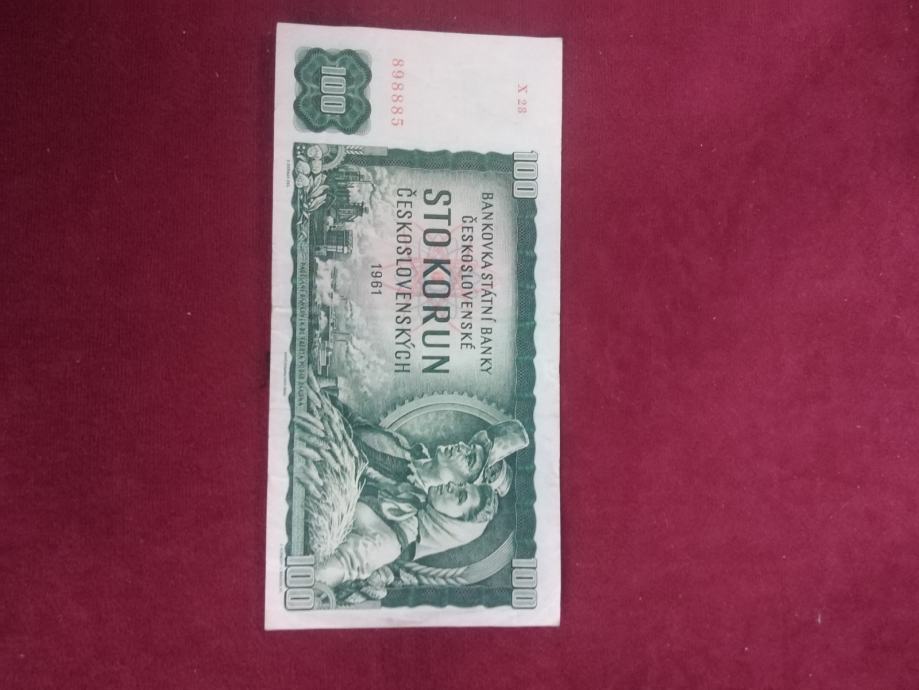 X 28
898885
100
100
BANKOVKA STÁTNÍ BANKY
ČESKOSLOVENSKÉ
STO KORUN
ČESKOSLOVENSKÝCH
1961
100
100